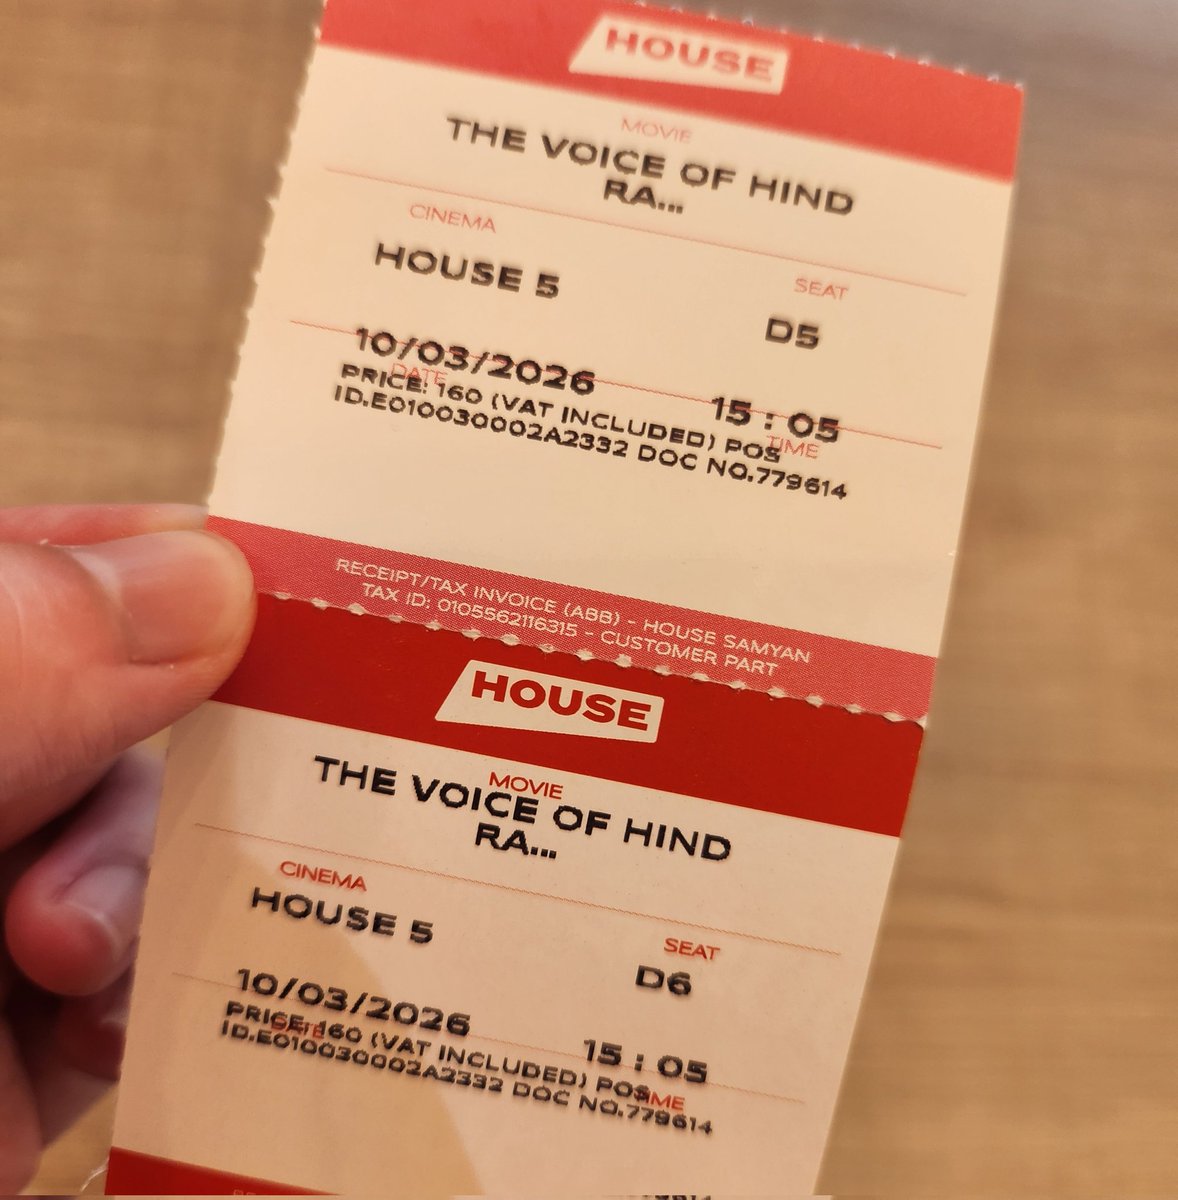 HOUSE
MOVIE
THE VOICE OF HIND
RA...
CINEMA
HOUSE 5
SEAT
D5
10/03/2026
15 : 05
DATE
PRICE: 160 (VAT INCLUDED) POS
TIME
ID.E010030002A2332 DOC NO.779614
RECEIPT/TAX INVOICE (ABB) - HOUSE SAMYAN
TAX ID: 0105562116315 - CUSTOMER PART
HOUSE
MOVIE
THE VOICE OF HIND
RA...
CINEMA
HOUSE 5
SEAT
D6
10/03/2026
15 : 05
DATE
PRICE: 160 (VAT INCLUDED) POS
TIME
ID.E010030002A2332 DOC NO.779614